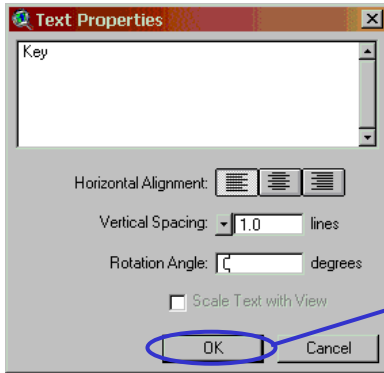 Text Properties
Key
Horizontal Alignment:
Vertical Spacing: 1.0 lines
Rotation Angle: degrees
Scale Text with View
OK Cancel